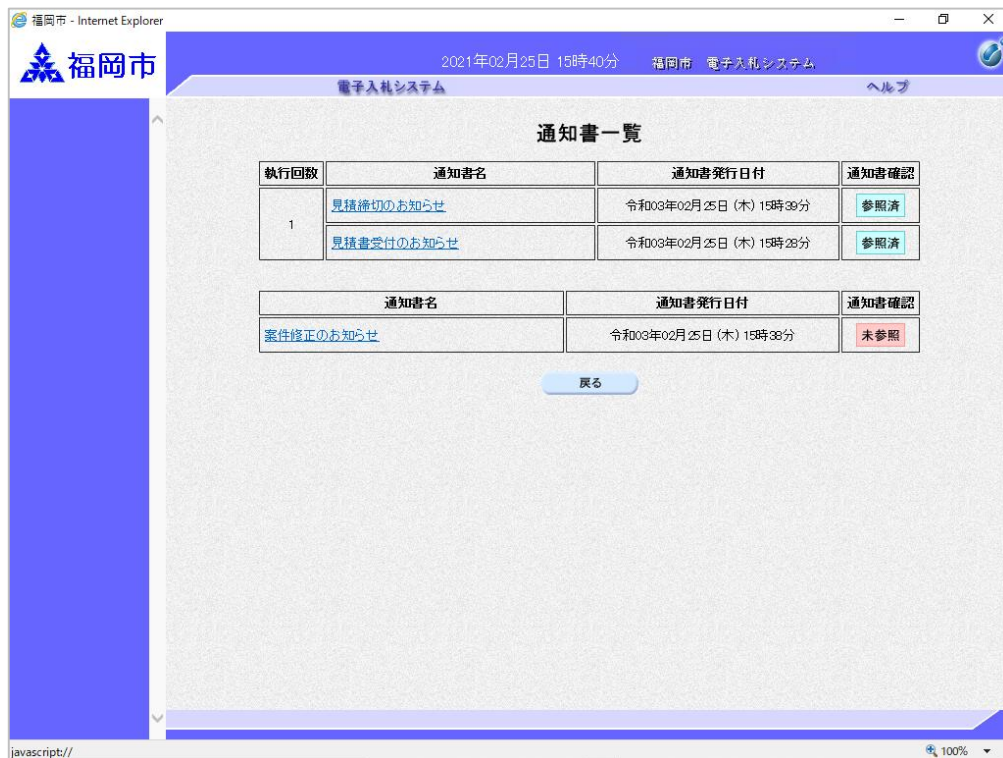 福岡市 - Internet Explorer
福岡市
2021年02月25日 15時40分 福岡市 電子入札システム
電子入札システム ヘルプ
通知書一覧
執行回数 通知書名 通知書発行日付 通知書確認
1
見積締切のお知らせ 令和03年02月25日 (木) 15時39分 参照済
見積書受付のお知らせ 令和03年02月25日 (木) 15時28分 参照済
通知書名 通知書発行日付 通知書確認
案件修正のお知らせ 令和03年02月25日 (木) 15時38分 未参照
戻る
javascript:// 100%